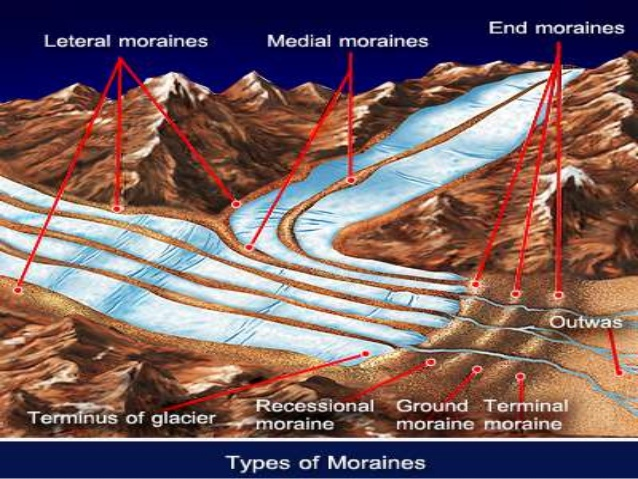 End moraines
Leteral moraines
Medial moraines
Outwas
Terminus of glacier
Recessional
moraine
Ground
moraine
Terminal
moraine
Types of Moraines